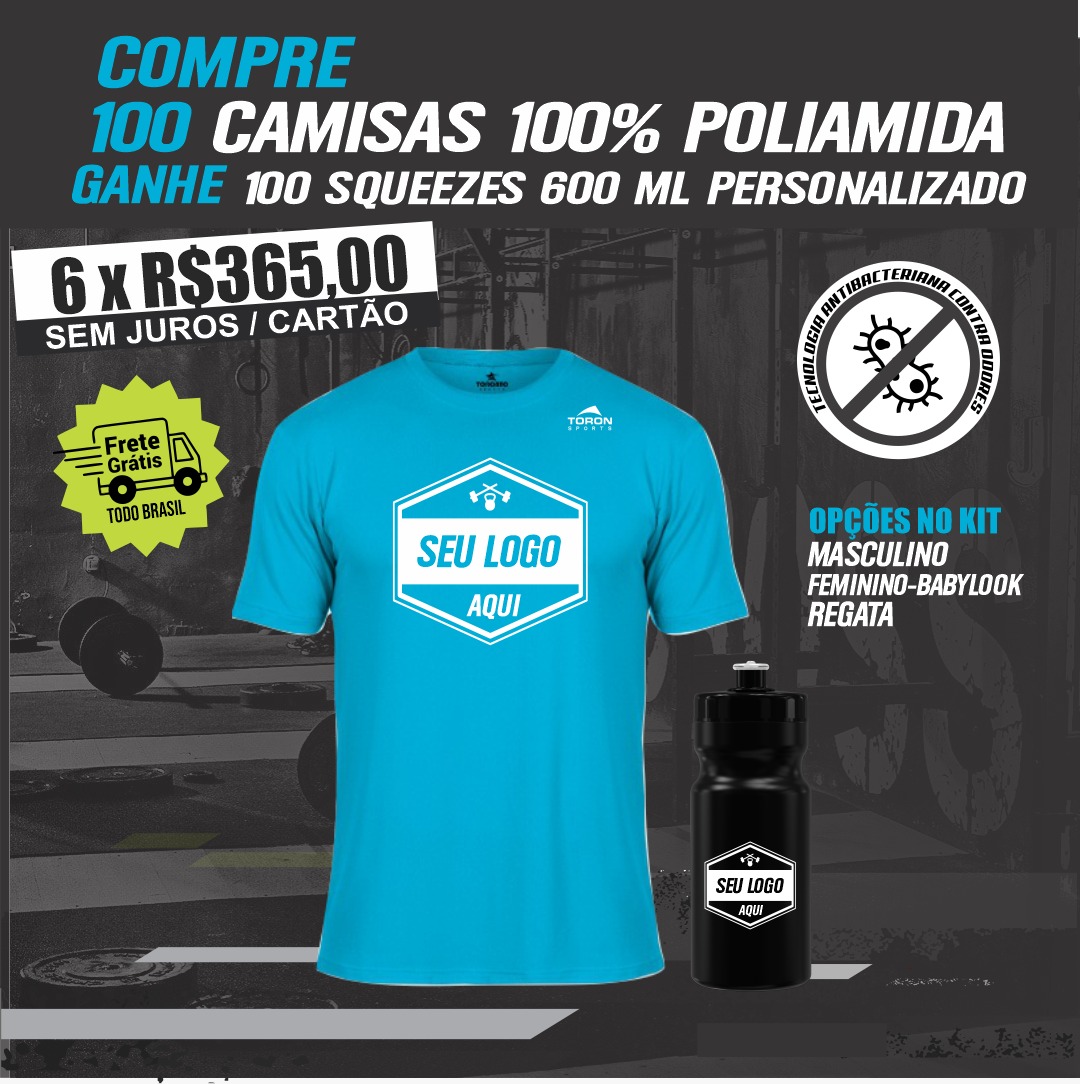 COMPRE
100 CAMISAS 100% POLIAMIDA
GANHE 100 SQUEEZES 600 ML PERSONALIZADO
6 x R$365,00
SEM JUROS / CARTÃO
TECNOLOGIA ANTIBACTERIANA CONTRA ODORES
Frete
Grátis
TODO BRASIL
TORON
SPORTS
SEU LOGO
AQUI
OPÇÕES NO KIT
MASCULINO
FEMININO-BABYLOOK
REGATA
SEU LOGO
AQUI